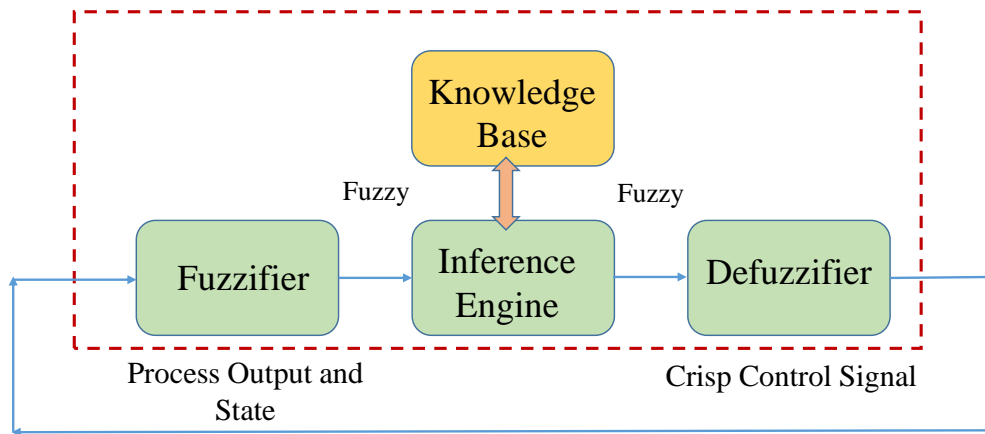 Knowledge
Base
Fuzzy
Fuzzy
Fuzzifier
Inference
Engine
Defuzzifier
Process Output and
State
Crisp Control Signal